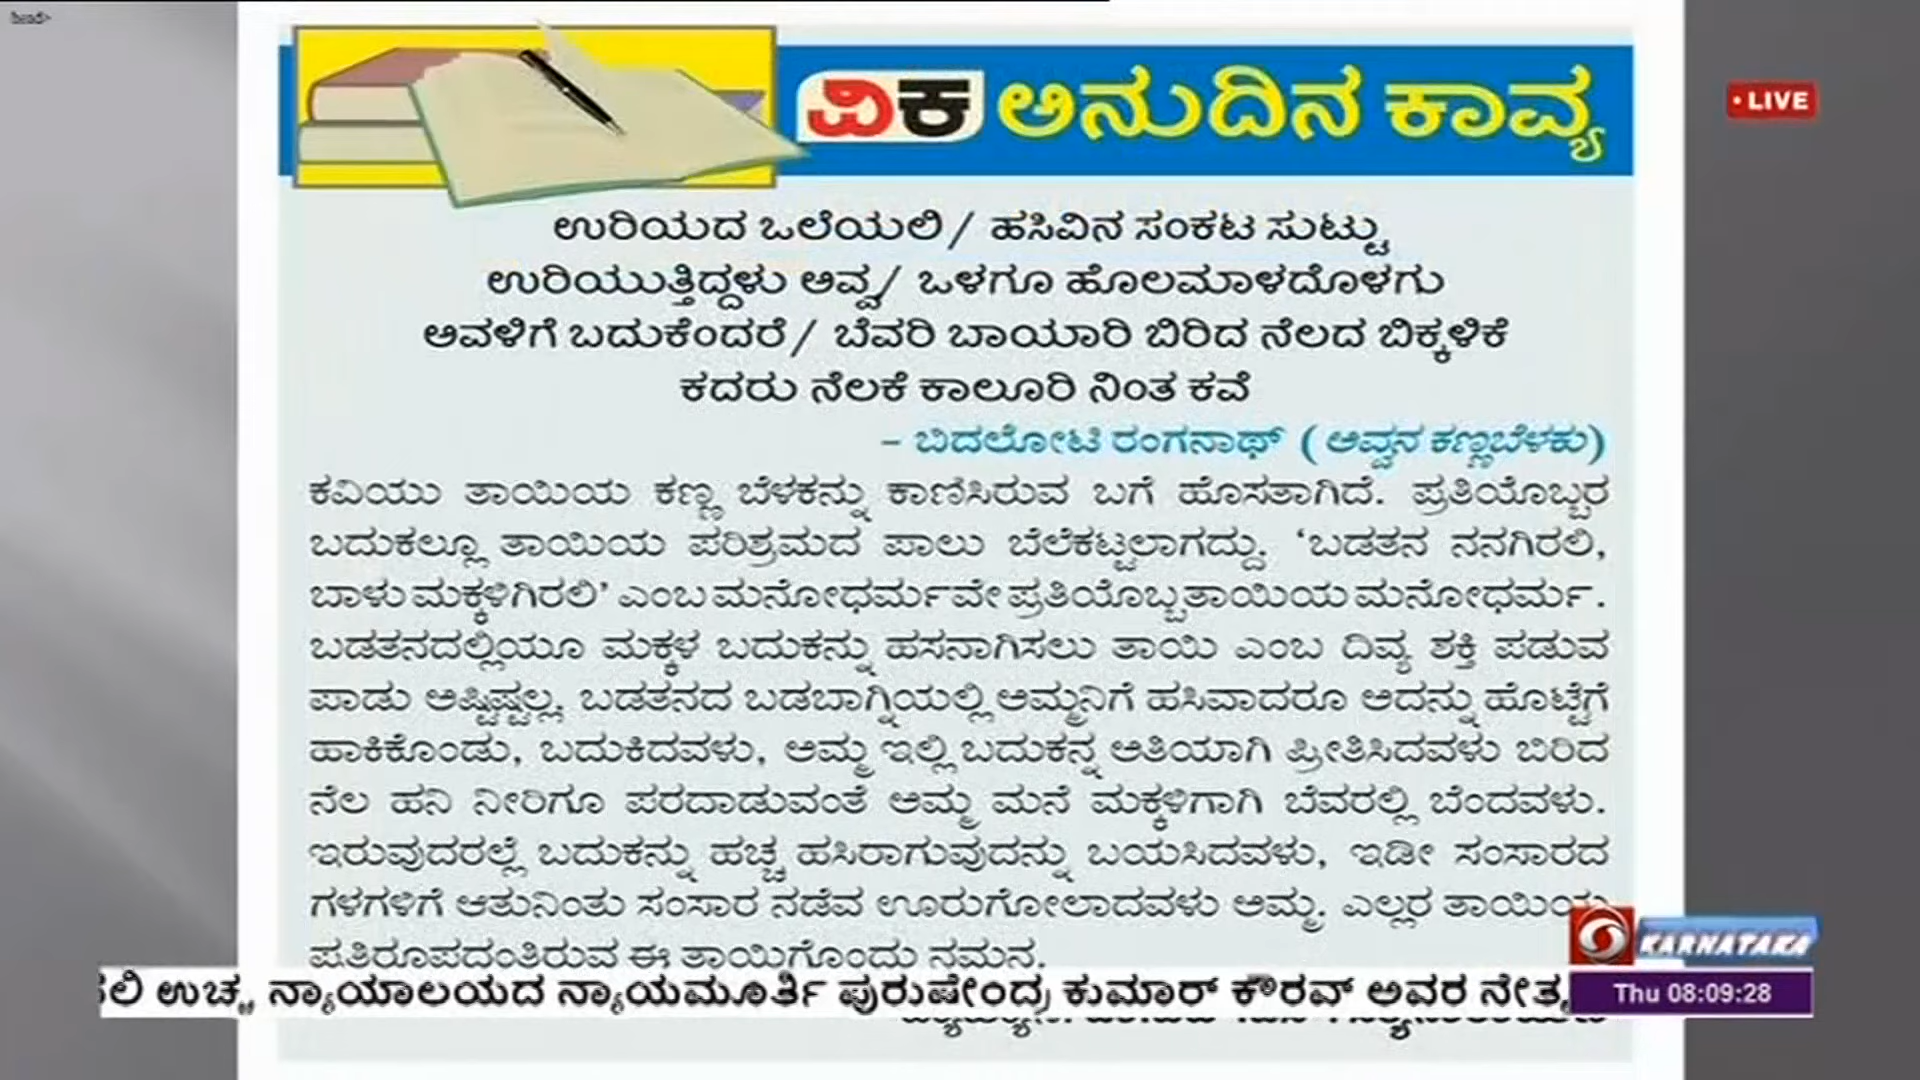 head>
ವಿಕ ಅನುದಿನ ಕಾವ್ಯ
• LIVE
ಉರಿಯದ ಒಲೆಯಲಿ/ ಹಸಿವಿನ ಸಂಕಟ ಸುಟ್ಟು
ಉರಿಯುತ್ತಿದ್ದಳು ಅವ್ವ/ ಒಳಗೂ ಹೊಲಮಾಳದೊಳಗು
ಅವಳಿಗೆ ಬದುಕೆಂದರೆ/ ಬೆವರಿ ಬಾಯಾರಿ ಬಿರಿದ ನೆಲದ ಬಿಕ್ಕಳಿಕೆ
ಕದರು ನೆಲಕೆ ಕಾಲೂರಿ ನಿಂತ ಕವೆ
– ಬಿದಲೋಟಿ ರಂಗನಾಥ್ ( ಅವ್ವನ ಕಣ್ಣಬೆಳಕು)
ಕವಿಯು ತಾಯಿಯ ಕಣ್ಣ ಬೆಳಕನ್ನು ಕಾಣಿಸಿರುವ ಬಗೆ ಹೊಸತಾಗಿದೆ. ಪ್ರತಿಯೊಬ್ಬರ
ಬದುಕಲ್ಲೂ ತಾಯಿಯ ಪರಿಶ್ರಮದ ಪಾಲು ಬೆಲೆಕಟ್ಟಲಾಗದ್ದು. ‘ಬಡತನ ನನಗಿರಲಿ,
ಬಾಳು ಮಕ್ಕಳಿಗಿರಲಿ’ ಎಂಬ ಮನೋಧರ್ಮವೇ ಪ್ರತಿಯೊಬ್ಬ ತಾಯಿಯ ಮನೋಧರ್ಮ.
ಬಡತನದಲ್ಲಿಯೂ ಮಕ್ಕಳ ಬದುಕನ್ನು ಹಸನಾಗಿಸಲು ತಾಯಿ ಎಂಬ ದಿವ್ಯ ಶಕ್ತಿ ಪಡುವ
ಪಾಡು ಅಷ್ಟಿಷ್ಟಲ್ಲ. ಬಡತನದ ಬಡಬಾಗ್ನಿಯಲ್ಲಿ ಅಮ್ಮನಿಗೆ ಹಸಿವಾದರೂ ಅದನ್ನು ಹೊಟ್ಟೆಗೆ
ಹಾಕಿಕೊಂಡು, ಬದುಕಿದವಳು, ಅಮ್ಮ ಇಲ್ಲಿ ಬದುಕನ್ನ ಅತಿಯಾಗಿ ಪ್ರೀತಿಸಿದವಳು ಬಿರಿದ
ನೆಲ ಹನಿ ನೀರಿಗೂ ಪರದಾಡುವಂತೆ ಅಮ್ಮ ಮನೆ ಮಕ್ಕಳಿಗಾಗಿ ಬೆವರಲ್ಲಿ ಬೆಂದವಳು.
ಇರುವುದರಲ್ಲೆ ಬದುಕನ್ನು ಹಚ್ಚ ಹಸಿರಾಗುವುದನ್ನು ಬಯಸಿದವಳು, ಇಡೀ ಸಂಸಾರದ
ಗಳಗಳಿಗೆ ಆತುನಿಂತು ಸಂಸಾರ ನಡೆವ ಊರುಗೋಲಾದವಳು ಅಮ್ಮ. ಎಲ್ಲರ ತಾಯಿಯ
ಪ್ರತಿರೂಪದಂತಿರುವ ಈ ತಾಯಿಗೊಂದು ನಮನ.
KARNATAKA
ಉಚ್ಚ ನ್ಯಾಯಾಲಯದ ನ್ಯಾಯಮೂರ್ತಿ ಪುರುಷೇಂದ್ರ ಕುಮಾರ್ ಕೌರವ್ ಅವರ
Thu 08:09:28